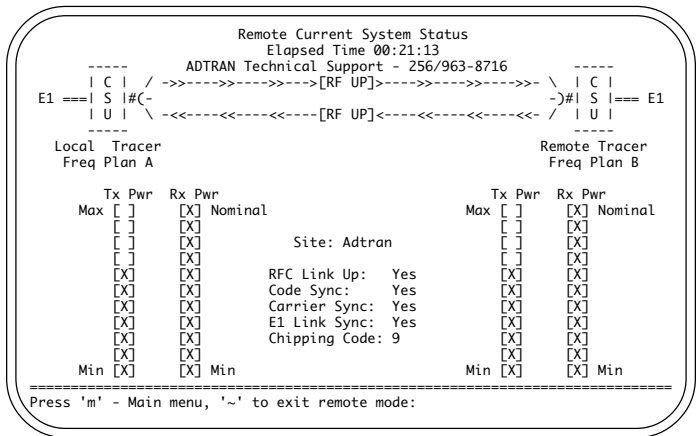 Remote Current System Status
Elapsed Time 00:21:13
ADTRAN Technical Support - 256/963-8716
----- -----
| C | / ->>---->>---->>---->[RF UP]>---->>---->>---->>- \ | C |
E1 ===| S |#(- -)#| S |=== E1
| U | \ -<<----<<----<<----[RF UP]<----<<----<<----<<- / | U |
----- -----
Local Tracer Remote Tracer
Freq Plan A Freq Plan B
Tx Pwr Rx Pwr Tx Pwr Rx Pwr
Max [ ] [X] Nominal Max [ ] [X] Nominal
[ ] [X] [ ] [X]
[ ] [X] Site: Adtran [ ] [X]
[ ] [X] [ ] [X]
[X] [X] RFC Link Up: Yes [X] [X]
[X] [X] Code Sync: Yes [X] [X]
[X] [X] Carrier Sync: Yes [X] [X]
[X] [X] E1 Link Sync: Yes [X] [X]
[X] [X] Chipping Code: 9 [X] [X]
[X] [X] [X] [X]
Min [X] [X] Min Min [X] [X] Min
================================================================================
Press 'm' - Main menu, '~' to exit remote mode: